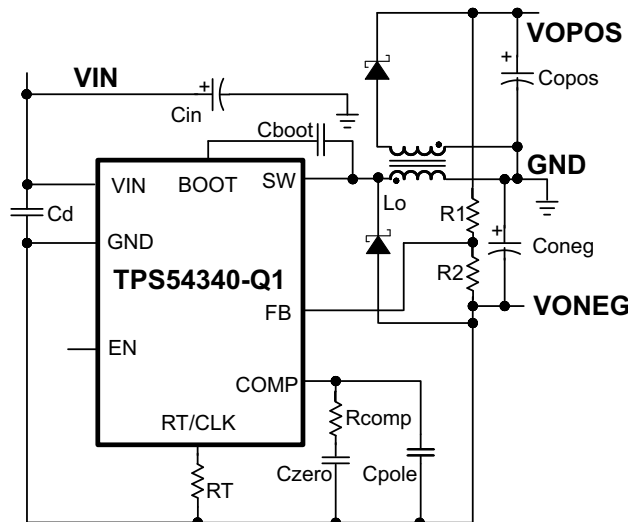 VOPOS
VIN
+
Copos
+
Cin
Cboot
GND
VIN
BOOT
SW
Lo
R1
Cd
GND
+
Coneg
TPS54340-Q1
R2
FB
VONEG
EN
COMP
RT/CLK
Rcomp
RT
Czero
Cpole